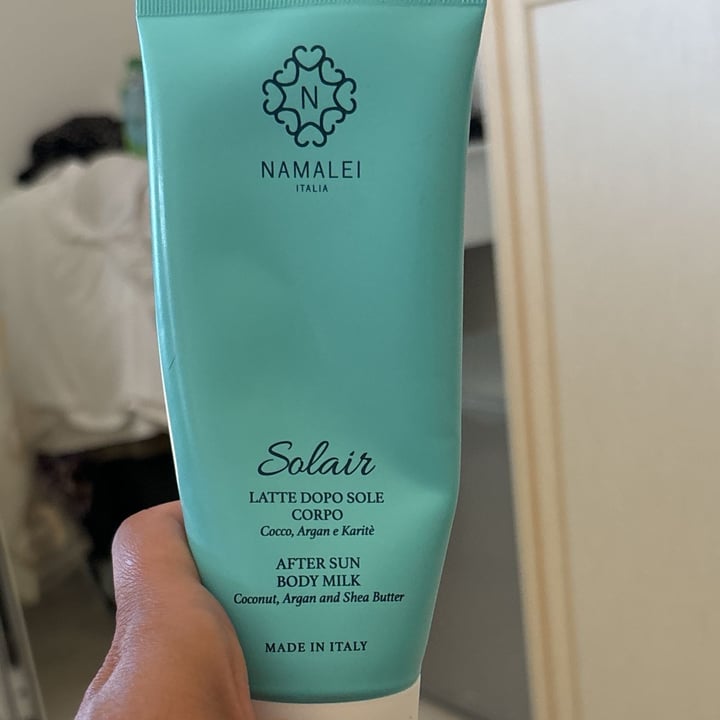 N
NAMALEI
ITALIA
Solair
LATTE DOPO SOLE
CORPO
Cocco, Argan e Karitè
AFTER SUN
BODY MILK
Coconut, Argan and Shea Butter
MADE IN ITALY